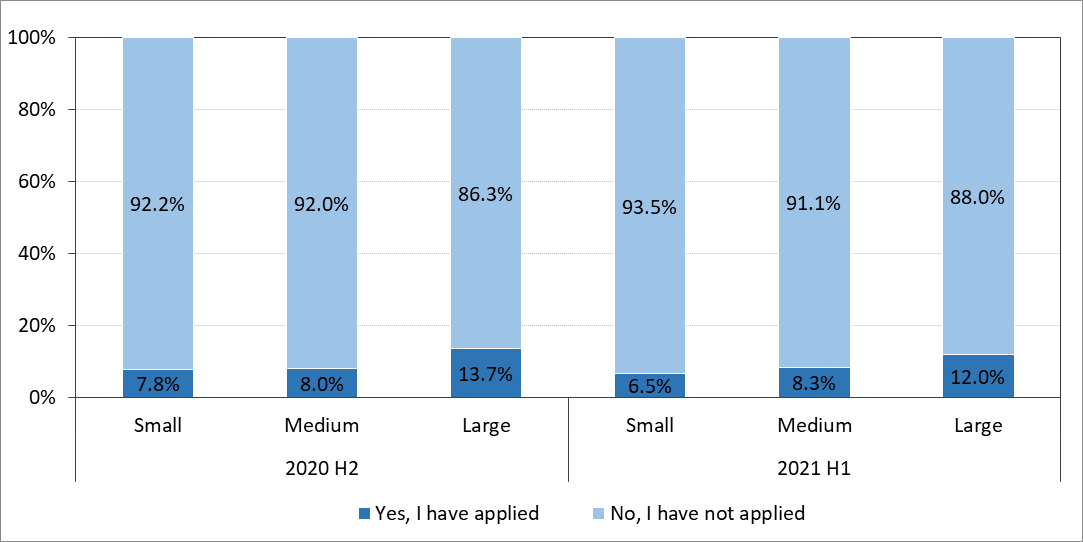 100%
80%
60%
40%
20%
0%
92.2% 92.0% 86.3% 93.5% 91.1% 88.0%
7.8% 8.0% 13.7% 6.5% 8.3% 12.0%
Small Medium Large Small Medium Large
2020 H2 2021 H1
Yes, I have applied No, I have not applied